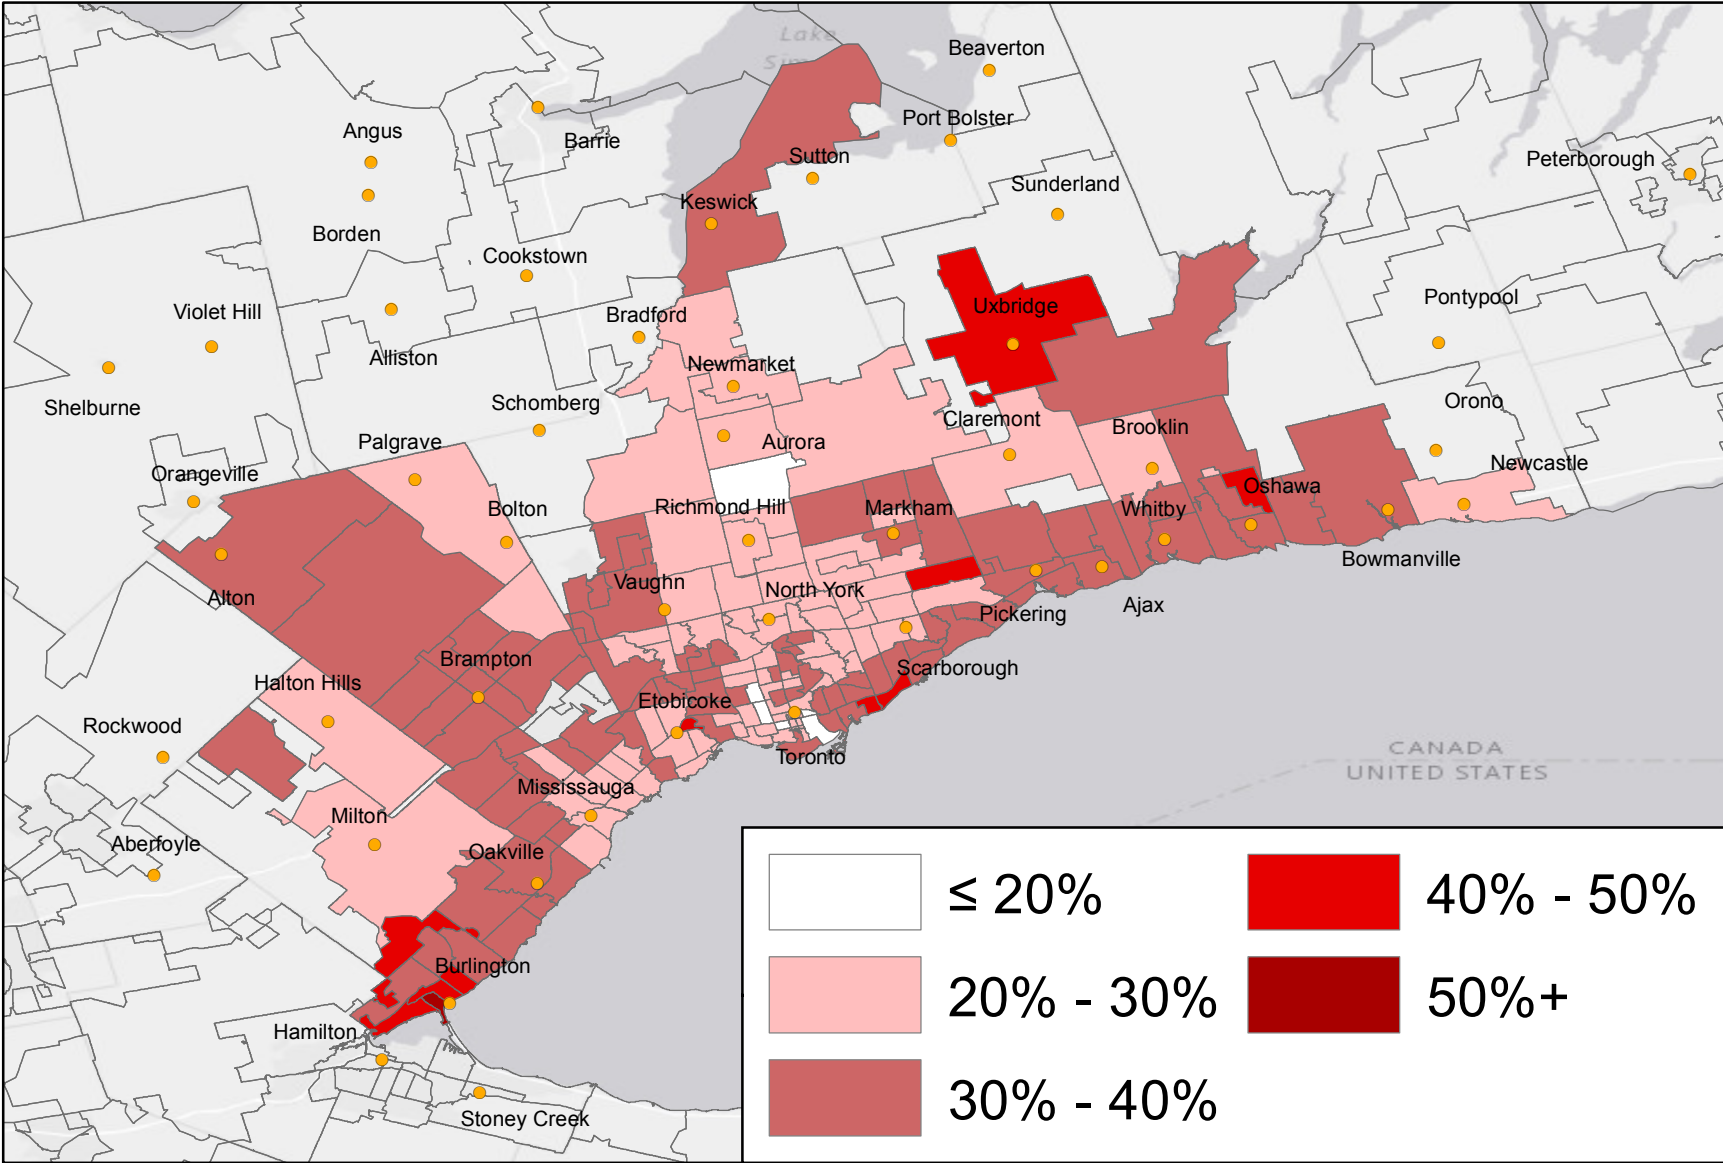 Lake
Sim
Beaverton
Port Bolster
Angus
Barrie
Sutton
Peterborough
Sunderland
Keswick
Borden
Cookstown
Violet Hill
Bradford
Uxbridge
Pontypool
Alliston
Newmarket
Shelburne
Schomberg
Claremont
Orono
Palgrave
Aurora
Brooklin
Orangeville
Newcastle
Bolton
Richmond Hill
Markham
Whitby
Oshawa
Bowmanville
Alton
Vaughn
North York
Pickering
Ajax
Brampton
Halton Hills
Scarborough
Etobicoke
Rockwood
Toronto
CANADA
UNITED STATES
Mississauga
Milton
Aberfoyle
Oakville
Burlington
Hamilton
Stoney Creek
≤ 20%
20% - 30%
30% - 40%
40% - 50%
50%+